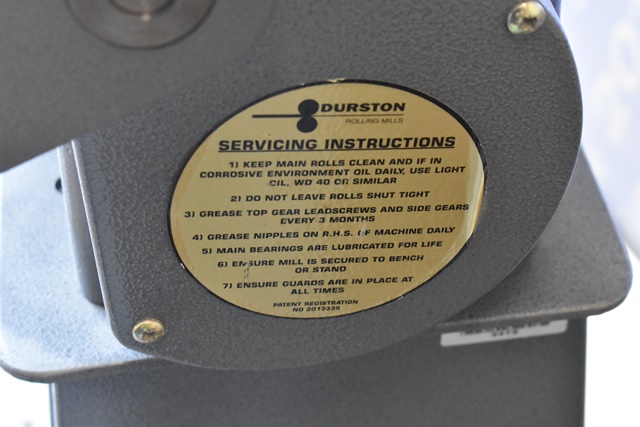 DURSTON
ROLLING MILLS
SERVICING INSTRUCTIONS
1) KEEP MAIN ROLLS CLEAN AND IF IN
CORROSIVE ENVIRONMENT OIL DAILY, USE LIGHT
OIL, WD 40 OR SIMILAR
2) DO NOT LEAVE ROLLS SHUT TIGHT
3) GREASE TOP GEAR LEADSCREWS AND SIDE GEARS
EVERY 3 MONTHS
4) GREASE NIPPLES ON R.H.S. OF MACHINE DAILY
5) MAIN BEARINGS ARE LUBRICATED FOR LIFE
6) ENSURE MILL IS SECURED TO BENCH
OR STAND
7) ENSURE GUARDS ARE IN PLACE AT
ALL TIMES
PATENT REGISTRATION
NO 2013339